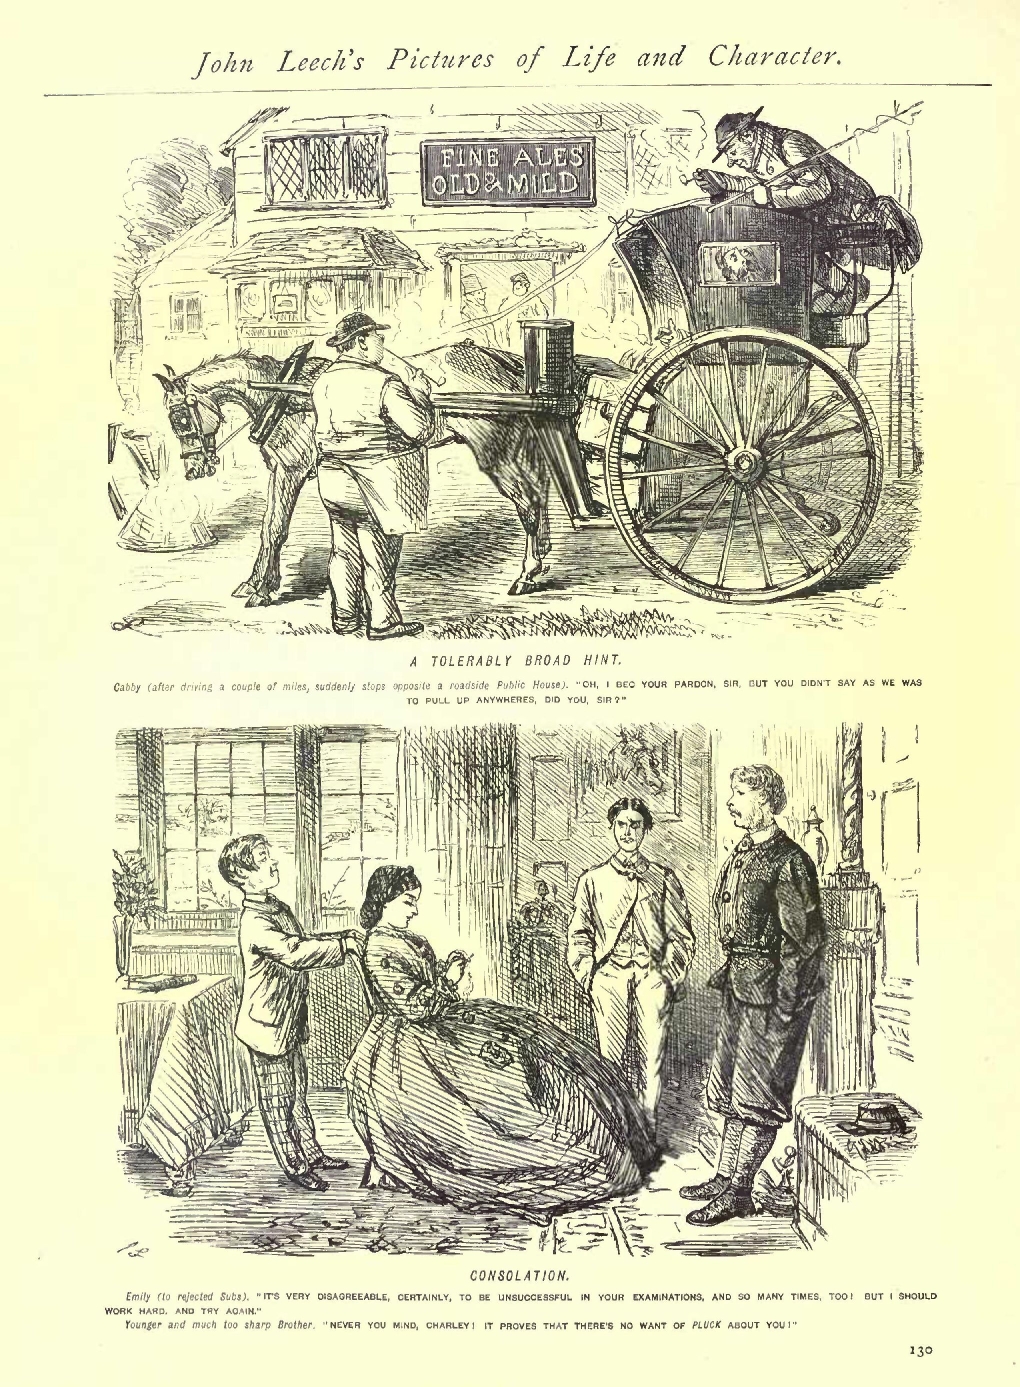 John Leech's Pictures of Life and Character.
FINE ALES
OLD & MILD
A TOLERABLY BROAD HINT.
Cabby (after driving a couple of miles, suddenly stops opposite a roadside Public House). "OH, I BEG YOUR PARDON, SIR, BUT YOU DIDN'T SAY AS WE WAS
TO PULL UP ANYWHERES, DID YOU, SIR?"
CONSOLATION.
Emily (to rejected Subs). "IT'S VERY DISAGREEABLE, CERTAINLY, TO BE UNSUCCESSFUL IN YOUR EXAMINATIONS, AND SO MANY TIMES, TOO! BUT I SHOULD
WORK HARD, AND TRY AGAIN."
Younger and much too sharp Brother. "NEVER YOU MIND, CHARLEY! IT PROVES THAT THERE'S NO WANT OF PLUCK ABOUT YOU!"
130